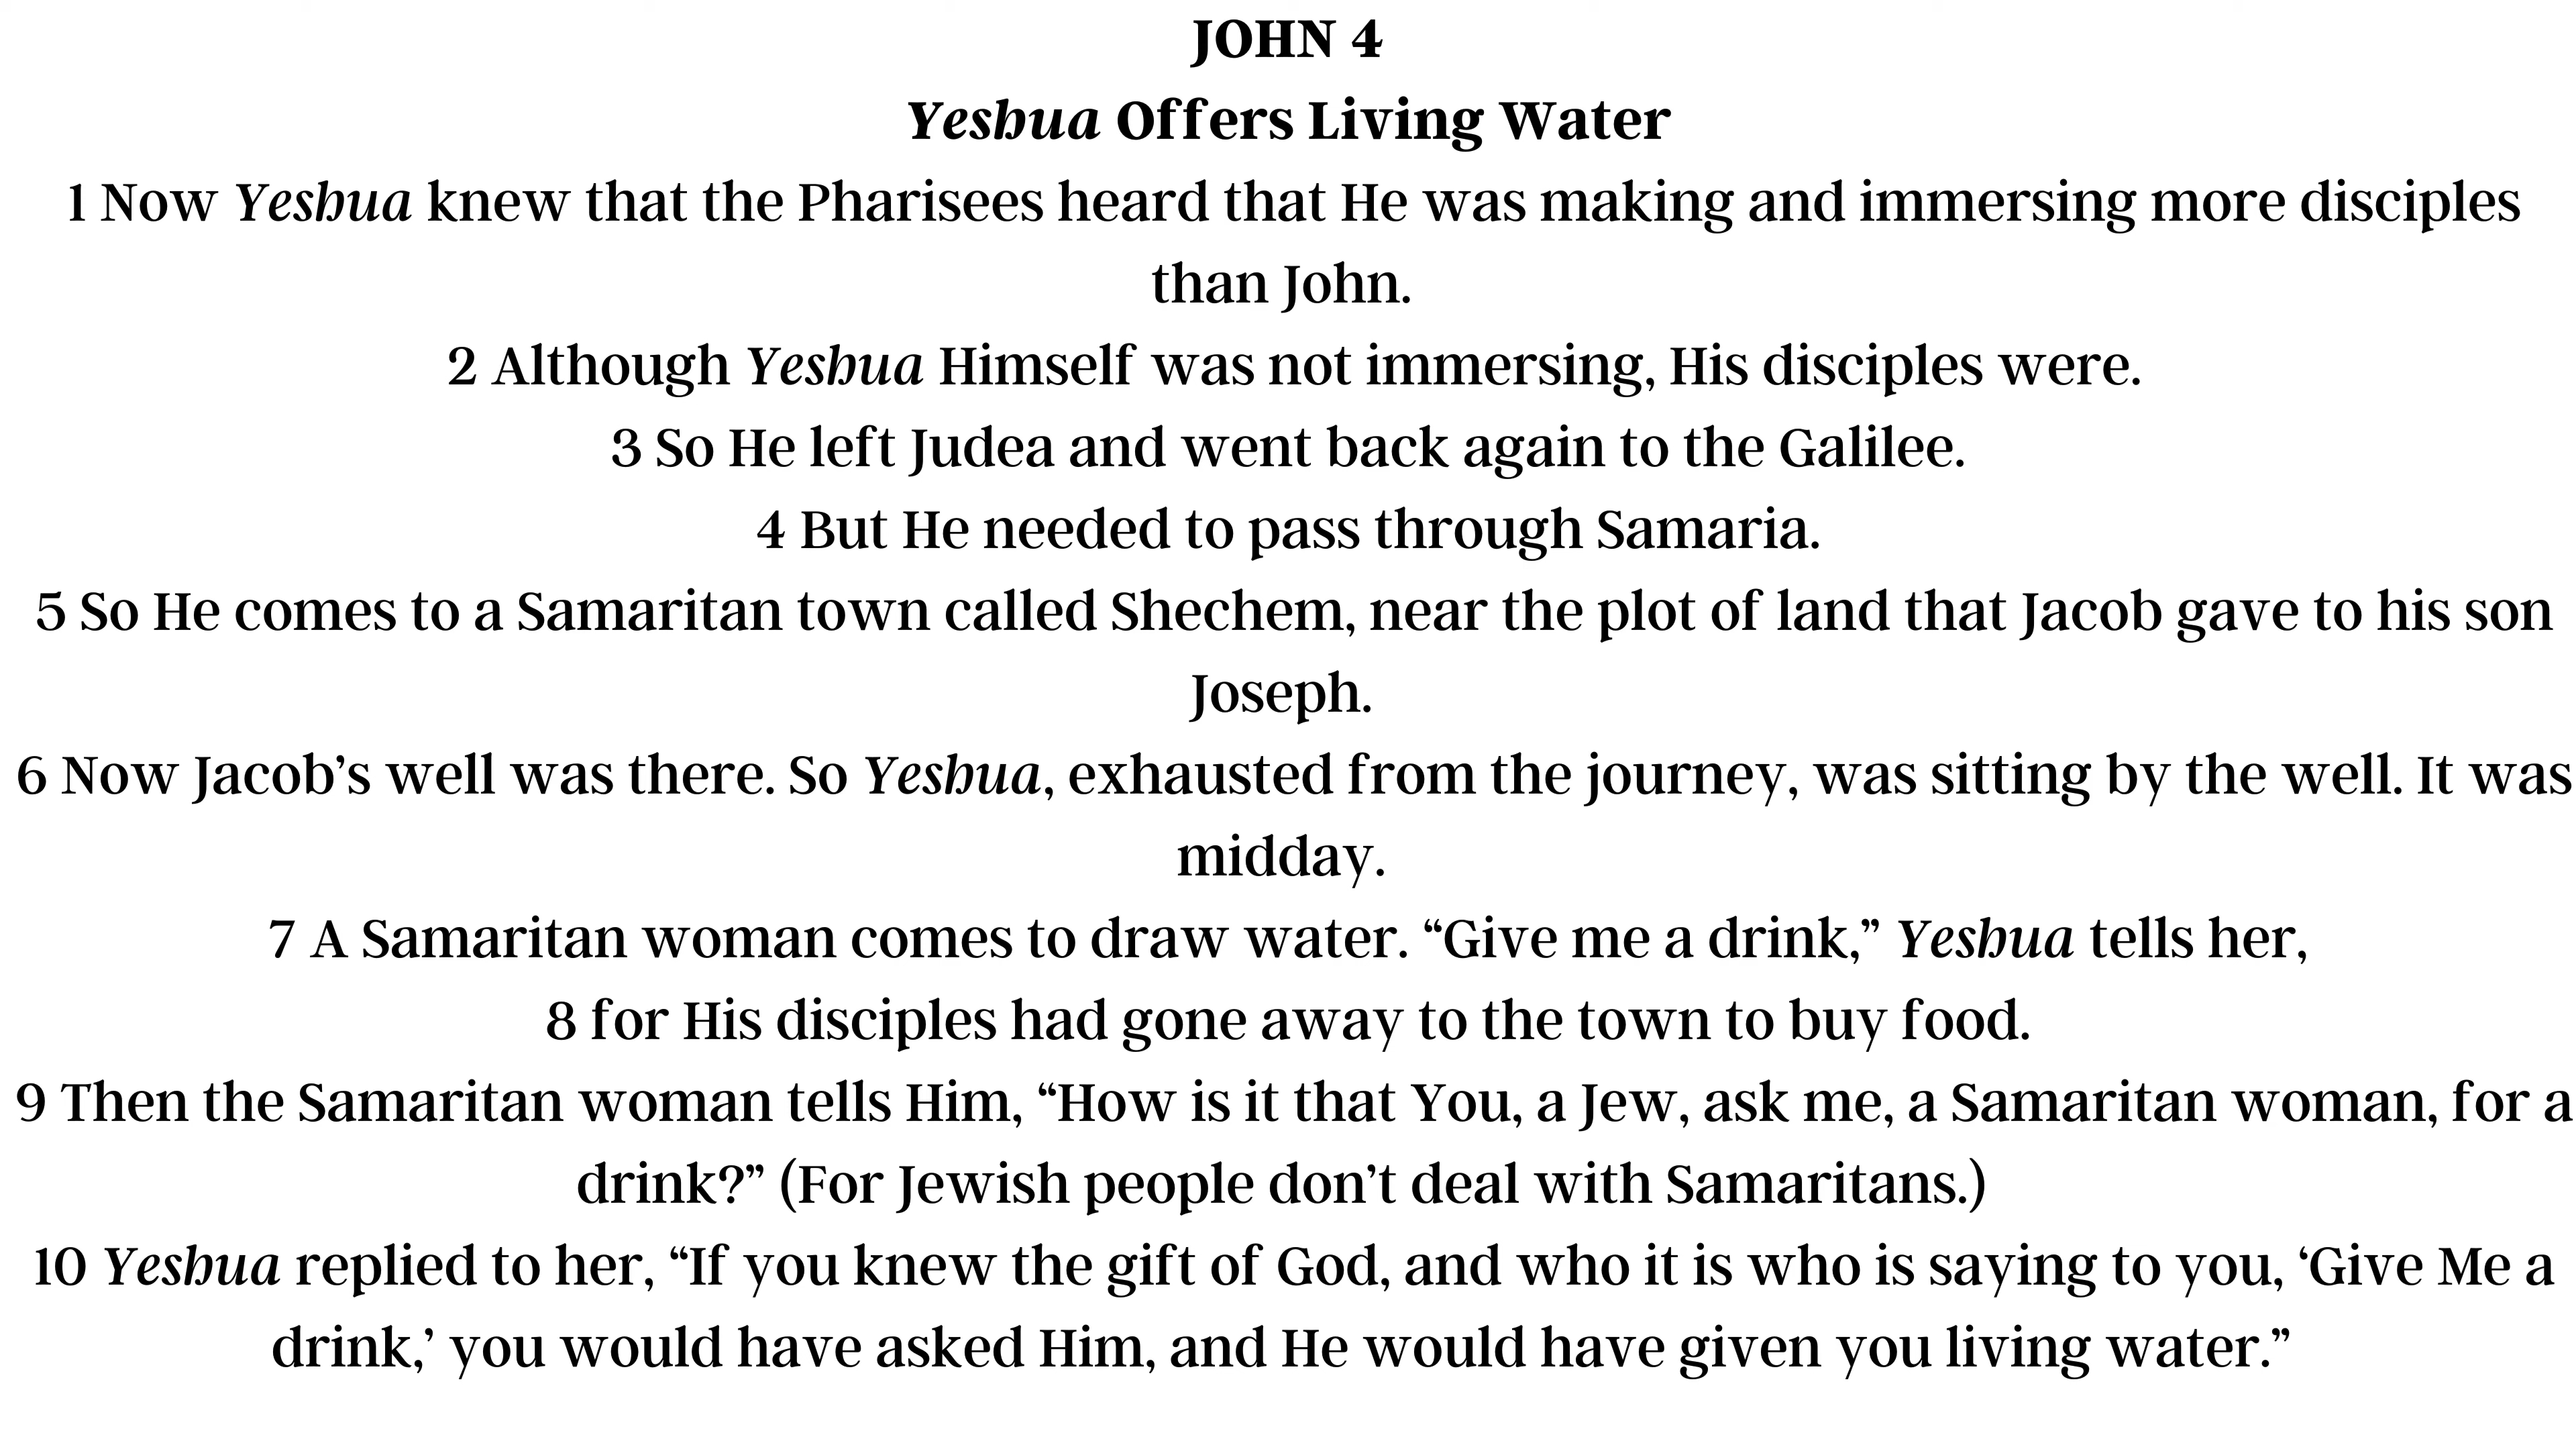 JOHN 4
Yeshua Offers Living Water
1 Now Yeshua knew that the Pharisees heard that He was making and immersing more disciples
than John.
2 Although Yeshua Himself was not immersing, His disciples were.
3 So He left Judea and went back again to the Galilee.
4 But He needed to pass through Samaria.
5 So He comes to a Samaritan town called Shechem, near the plot of land that Jacob gave to his son
Joseph.
6 Now Jacob’s well was there. So Yeshua, exhausted from the journey, was sitting by the well. It was
midday.
7 A Samaritan woman comes to draw water. “Give me a drink,” Yeshua tells her,
8 for His disciples had gone away to the town to buy food.
9 Then the Samaritan woman tells Him, “How is it that You, a Jew, ask me, a Samaritan woman, for a
drink?” (For Jewish people don’t deal with Samaritans.)
10 Yeshua replied to her, “If you knew the gift of God, and who it is who is saying to you, ‘Give Me a
drink,’ you would have asked Him, and He would have given you living water.”